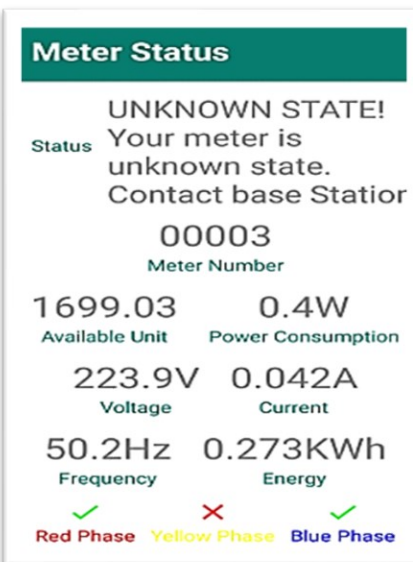 Meter Status
UNKNOWN STATE!
Status Your meter is
unknown state.
Contact base Station
00003
Meter Number
1699.03 0.4W
Available Unit Power Consumption
223.9V 0.042A
Voltage Current
50.2Hz 0.273KWh
Frequency Energy
Red Phase Yellow Phase Blue Phase